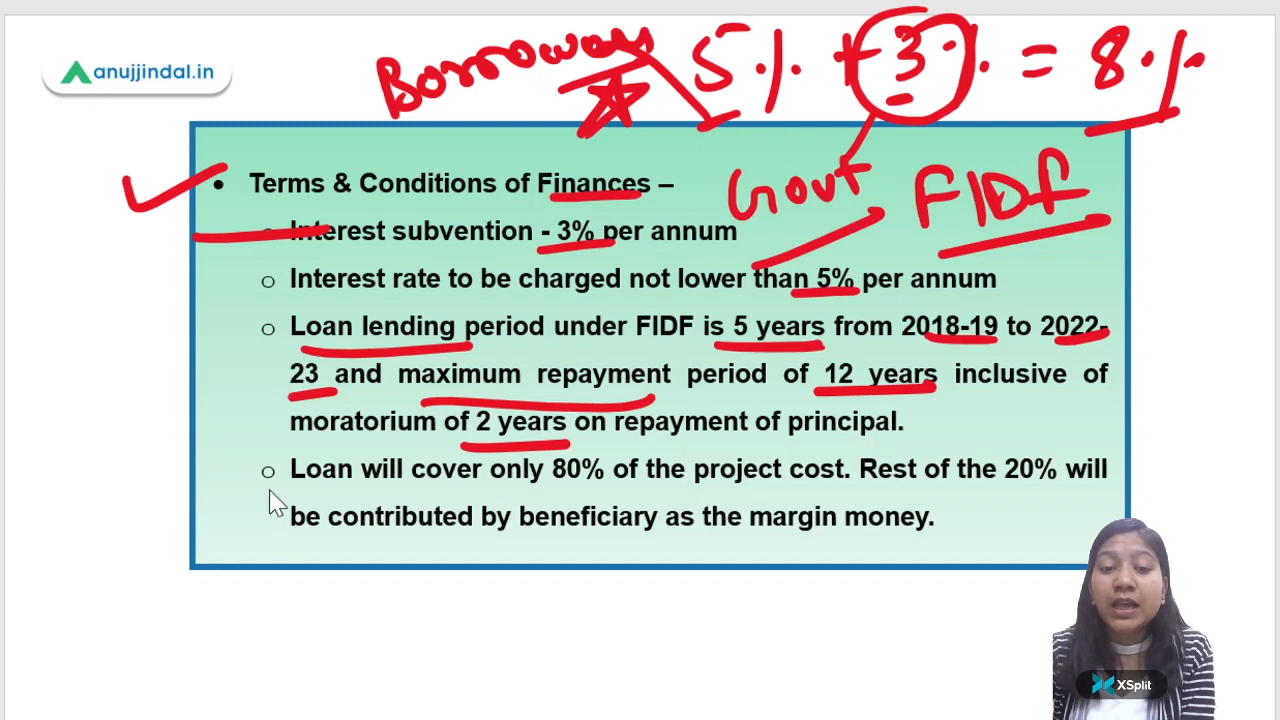 Borrower 5% + 3% = 8%
anujjindal.in
Govt FIDF
• Terms & Conditions of Finances –
o Interest subvention - 3% per annum
o Interest rate to be charged not lower than 5% per annum
o Loan lending period under FIDF is 5 years from 2018-19 to 2022-
23 and maximum repayment period of 12 years inclusive of
moratorium of 2 years on repayment of principal.
o Loan will cover only 80% of the project cost. Rest of the 20% will
be contributed by beneficiary as the margin money.
XSplit